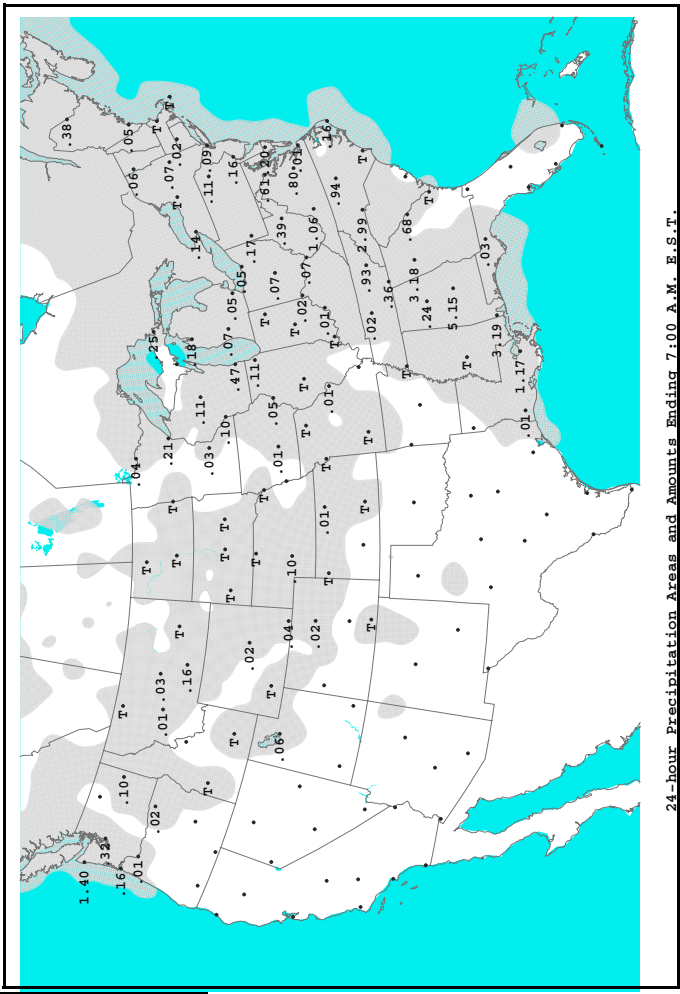 .38
1.40
.32
.16
T
.10
.05
.06
.04
.01
T
.25
.02
T
.03
.01
.21
.07
T
T
T
.02
T
T
.16
.18
.14
.11
.09
T
.11
.03
T
.10
T
.07
T
.16
.05
T
.47
.05
.02
.17
.11
T
.61
.20
T
T
T
.05
.07
.01
.06
.39
.04
.10
.80
.01
T
.02
T
.07
T
1.06
.02
.01
.01
T
.16
T
.01
T
.94
2.99
T
T
.93
T
T
.02
.36
T
.68
3.18
.24
T
5.15
T
.03
3.19
1.17
.01
24-hour Precipitation Areas and Amounts Ending 7:00 A.M. E.S.T.